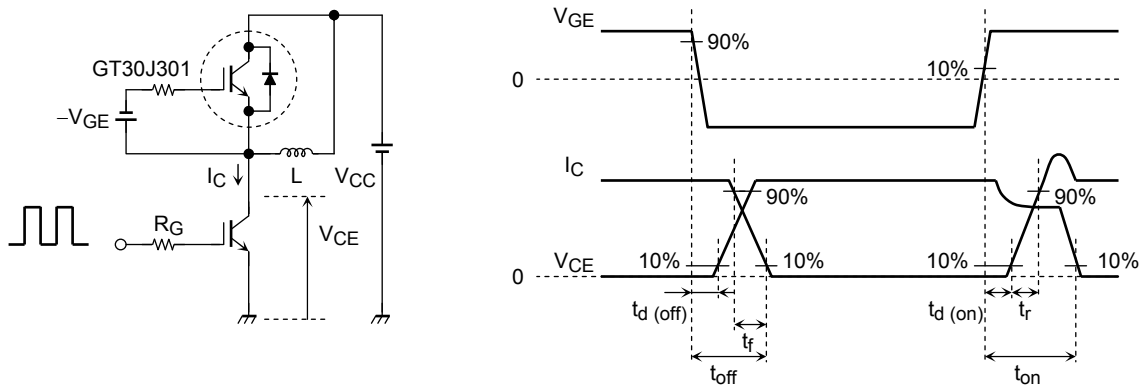 GT30J301
−VGE
IC
L
VCC
RG
VCE
VGE
90%
0
10%
IC
90%
VCE
10%
10%
10%
10%
0
td (off)
td (on)
tr
tf
toff
ton